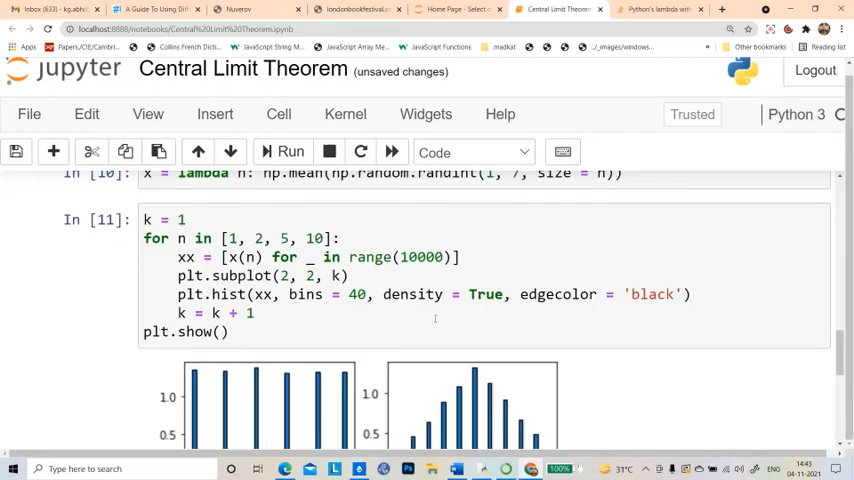 Inbox (633) - kg.abhi@
A Guide To Using Dif
Nuverov
londonbookfestival.c
Home Page - Select o
Central Limit Theorem
Python's lambda with
localhost:8888/notebooks/Central%20Limit%20Theorem.ipynb
Apps
Papers/CIE/Cambri...
Collins French Dictio...
JavaScript String M...
JavaScript Array M...
JavaScript Functions
madkat
../_images/windows...
Other bookmarks
Reading list
jupyter Central Limit Theorem (unsaved changes)
Logout
File Edit View Insert Cell Kernel Widgets Help
Trusted
Python 3
Run
Code
In [10]: x = lambda n: np.mean(np.random.randint(1, 7, size = n))
In [11]: k = 1
for n in [1, 2, 5, 10]:
xx = [x(n) for _ in range(10000)]
plt.subplot(2, 2, k)
plt.hist(xx, bins = 40, density = True, edgecolor = 'black')
k = k + 1
plt.show()
1.0
0.5
1.0
0.5
Type here to search
100%
31°C
ENG
14:43
04-11-2021